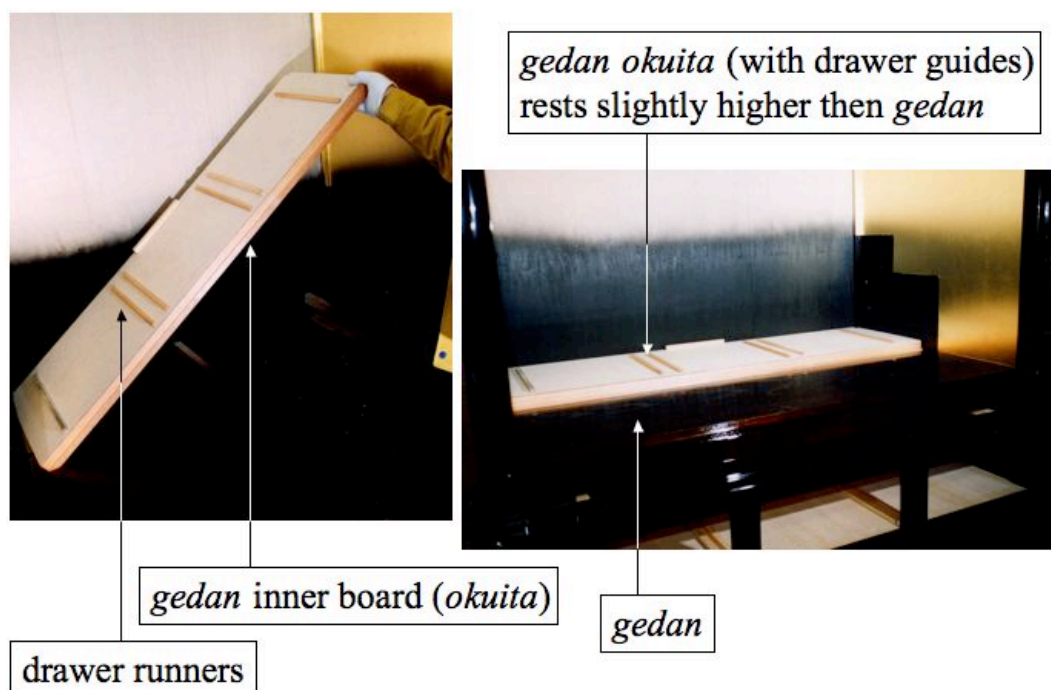 gedan okuita (with drawer guides)
rests slightly higher then gedan
gedan inner board (okuita)
gedan
drawer runners